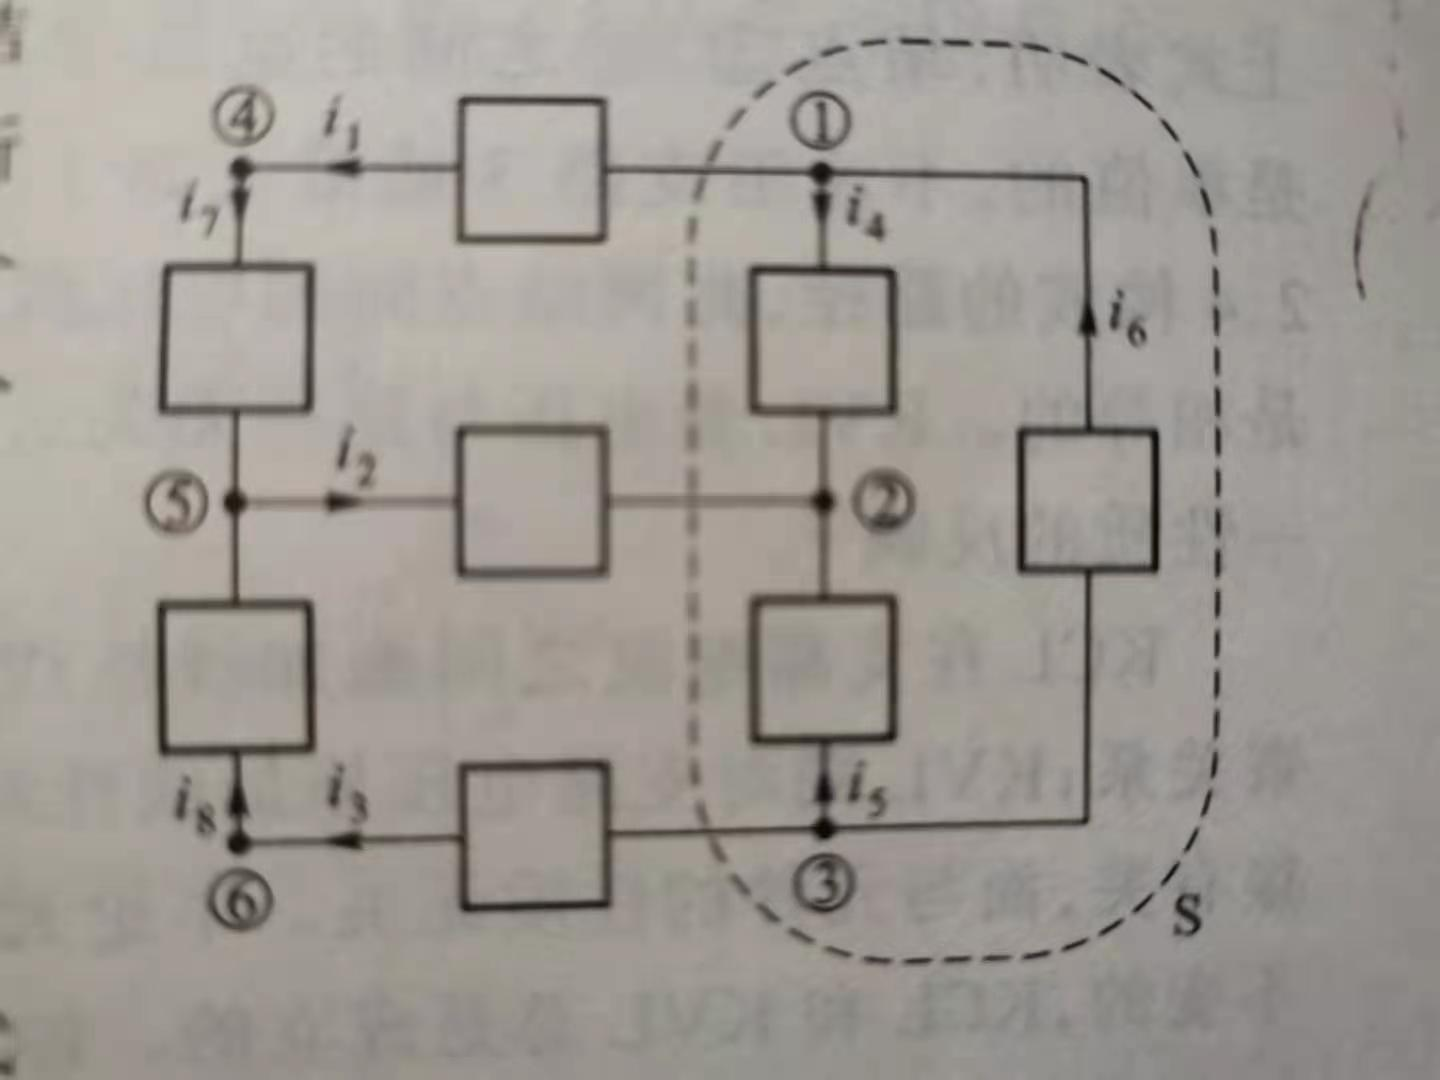 ④ i₁ ①
i₇ i₄
i₆
i₂
⑤ ②
i₈ i₃ i₅
⑥ ③ S